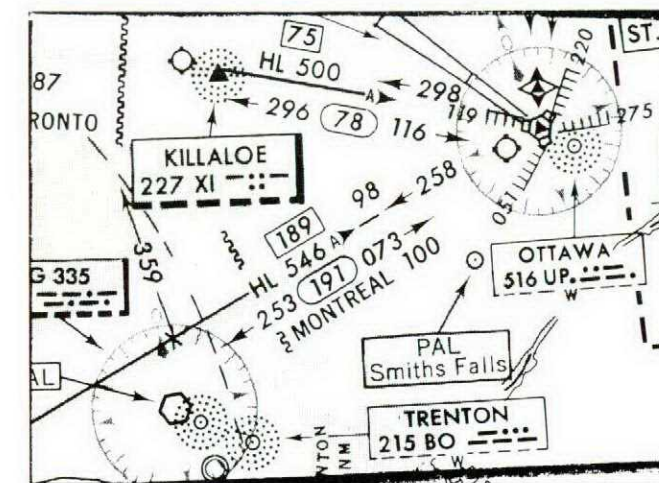 75
HL 500
A
298
87
RONTO
296 78 116
119
220
275
ST.
KILLALOE
227 XI
98
258
051
189
HL 546 A
073
253 191
MONTREAL 100
359
G 335
OTTAWA
516 UP
W
PAL
Smiths Falls
AL
TRENTON
215 BO
W
NTON
NM